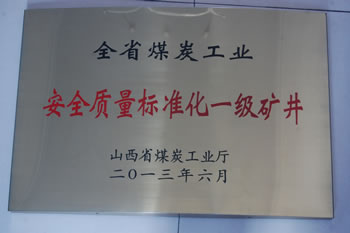 全省煤炭工业
安全质量标准化一级矿井
山西省煤炭工业厅
二〇一三年六月